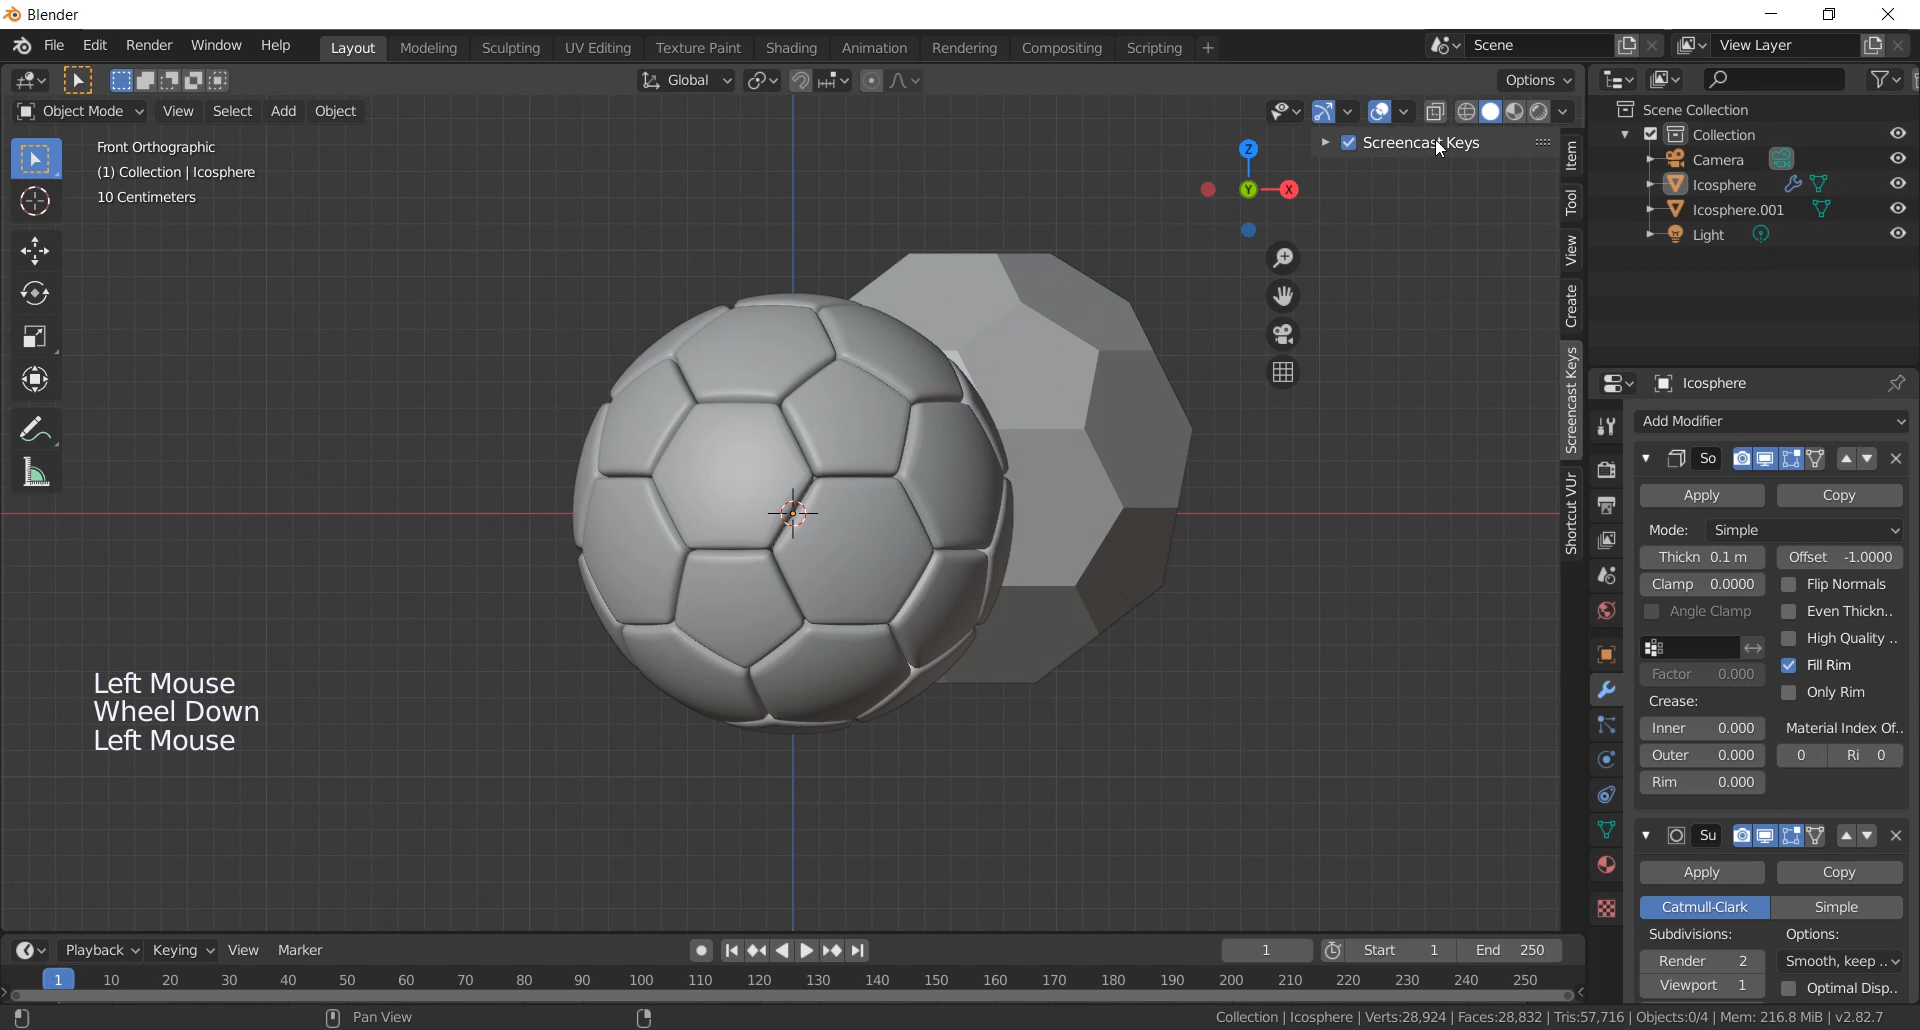 Blender
File Edit Render Window Help Layout Modeling Sculpting UV Editing Texture Paint Shading Animation Rendering Compositing Scripting + Scene View Layer
Global Options
Object Mode View Select Add Object
Scene Collection
Collection
Camera
Icosphere
Icosphere.001
Light
Front Orthographic
(1) Collection | Icosphere
10 Centimeters
Screencast Keys
Z
Y X
Item
Tool
View
Create
Screencast Keys
Shortcut VUr
Left Mouse
Wheel Down
Left Mouse
Icosphere
Add Modifier
So
Apply Copy
Mode: Simple
Thickn 0.1 m Offset -1.0000
Clamp 0.0000 Flip Normals
Angle Clamp Even Thickn..
High Quality ..
Fill Rim
Factor 0.000
Only Rim
Crease:
Inner 0.000 Material Index Of..
Outer 0.000 0 Ri 0
Rim 0.000
Su
Apply Copy
Catmull-Clark Simple
Subdivisions: Options:
Render 2 Smooth, keep ..
Viewport 1 Optimal Disp..
Playback Keying View Marker 1 Start 1 End 250
1 10 20 30 40 50 60 70 80 90 100 110 120 130 140 150 160 170 180 190 200 210 220 230 240 250
Pan View
Collection | Icosphere | Verts:28,924 | Faces:28,832 | Tris:57,716 | Objects:0/4 | Mem: 216.8 MiB | v2.82.7